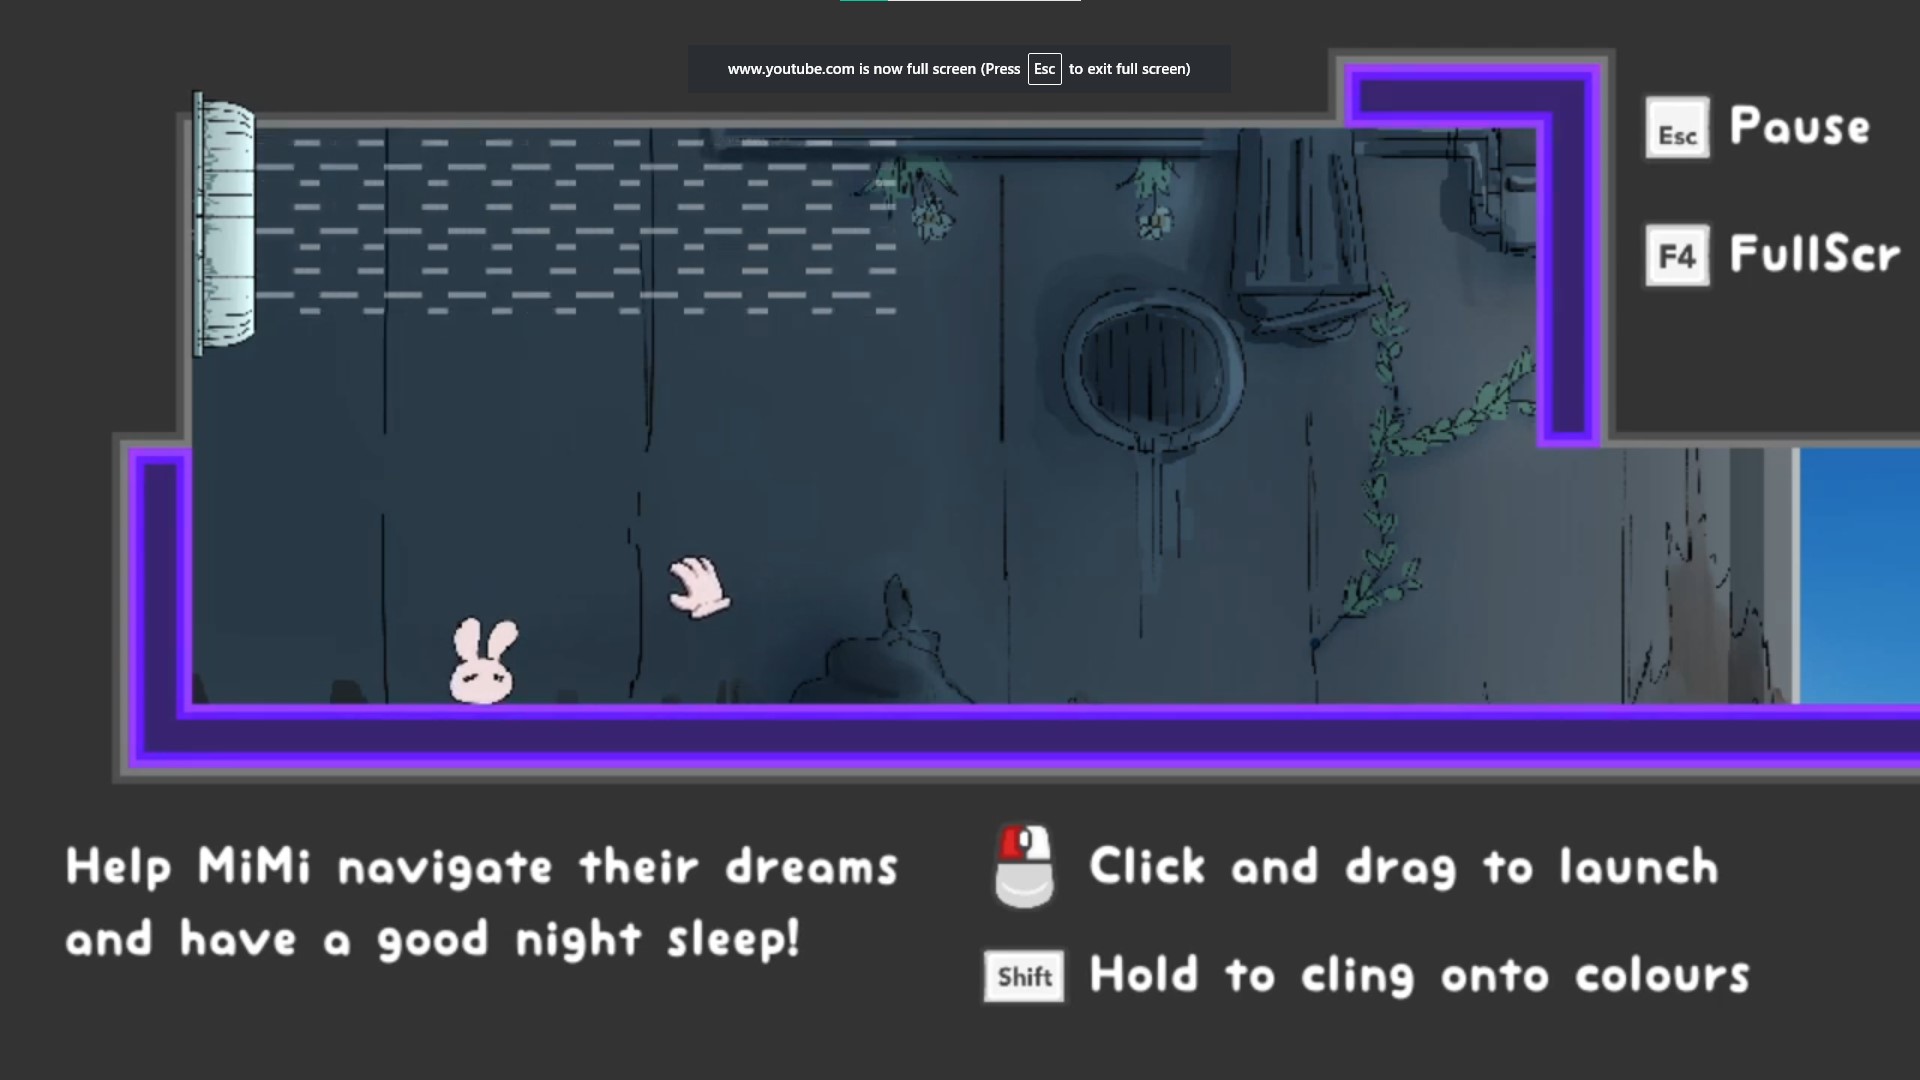 www.youtube.com is now full screen (Press Esc to exit full screen)
Esc Pause
F4 FullScr
Help MiMi navigate their dreams
and have a good night sleep!
Click and drag to launch
Shift Hold to cling onto colours